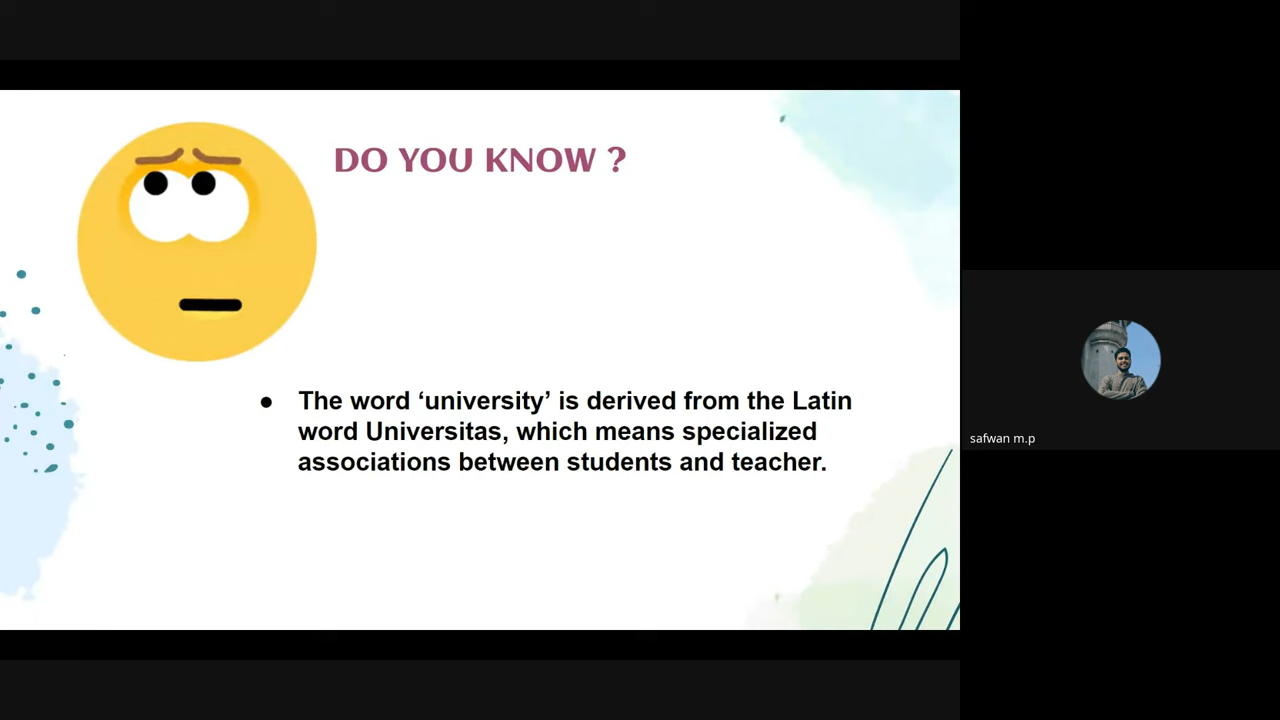 DO YOU KNOW ?
● The word ‘university’ is derived from the Latin
word Universitas, which means specialized
associations between students and teacher.
safwan m.p